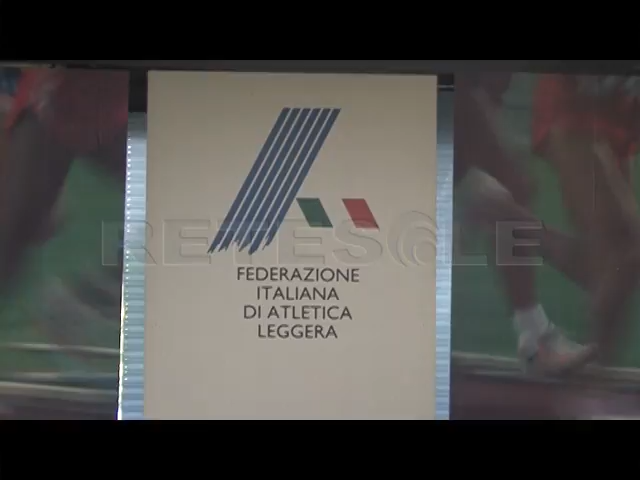 RETESOLE
FEDERAZIONE
ITALIANA
DI ATLETICA
LEGGERA